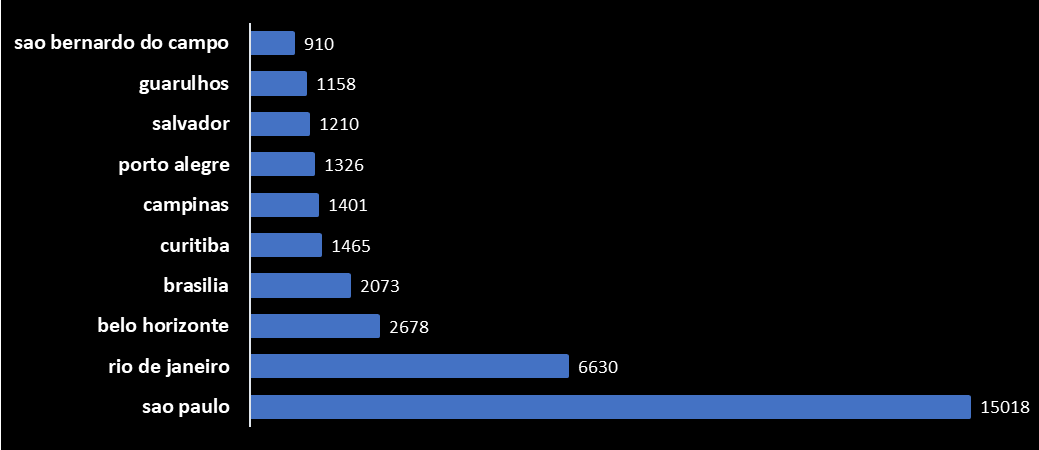 sao bernardo do campo 910
guarulhos 1158
salvador 1210
porto alegre 1326
campinas 1401
curitiba 1465
brasilia 2073
belo horizonte 2678
rio de janeiro 6630
sao paulo 15018